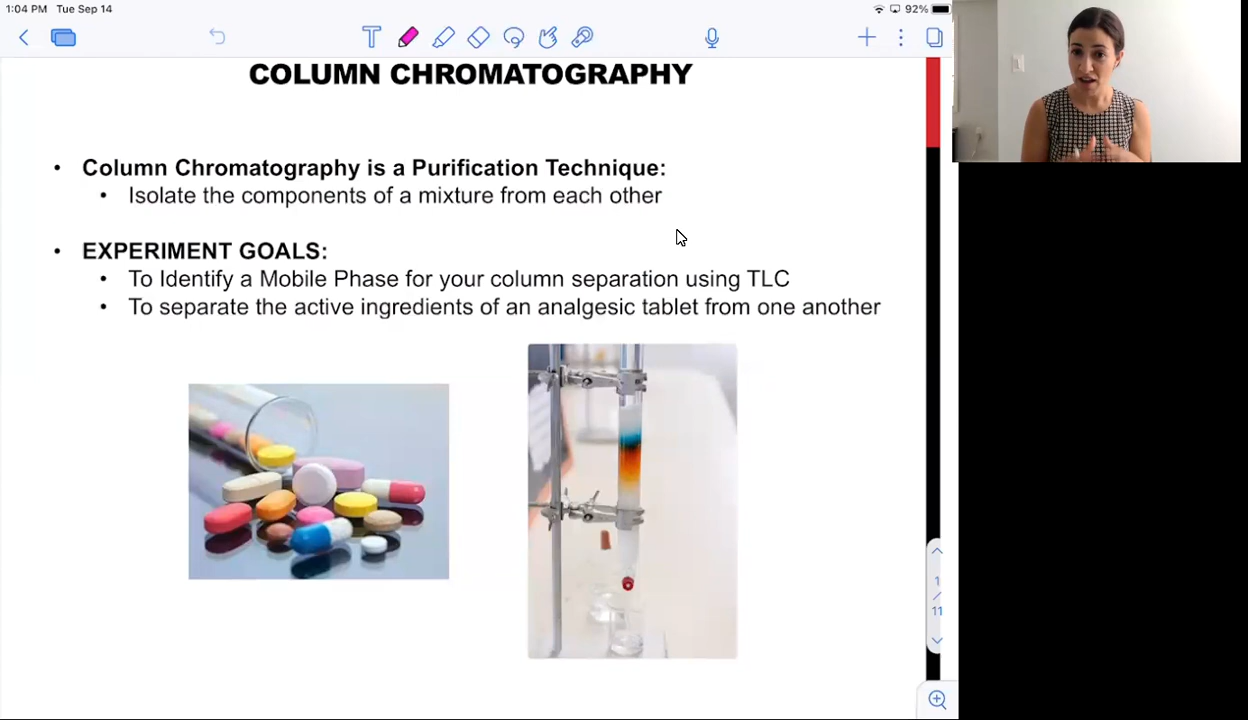 1:04 PM Tue Sep 14
92%
COLUMN CHROMATOGRAPHY
• Column Chromatography is a Purification Technique:
• Isolate the components of a mixture from each other
• EXPERIMENT GOALS:
• To Identify a Mobile Phase for your column separation using TLC
• To separate the active ingredients of an analgesic tablet from one another
1
/
11